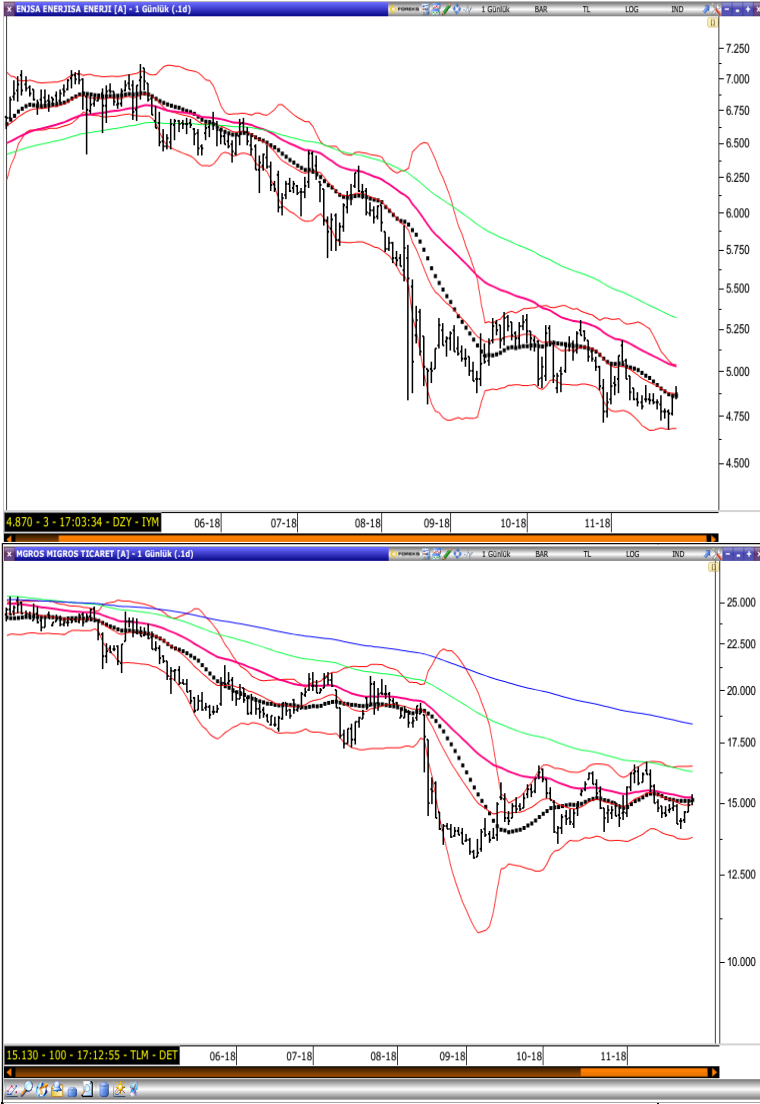 ENJSA ENERJISA ENERJI [A] - 1 Günlük (.1d)
FOREKS 1 Günlük BAR TL LOG IND
7.250
7.000
6.750
6.500
6.250
6.000
5.750
5.500
5.250
5.000
4.750
4.500
4.870 - 3 - 17:03:34 - DZY - IYM
06-18 07-18 08-18 09-18 10-18 11-18
MGROS MIGROS TICARET [A] - 1 Günlük (.1d)
FOREKS 1 Günlük BAR TL LOG IND
25.000
22.500
20.000
17.500
15.000
12.500
10.000
15.130 - 100 - 17:12:55 - TLM - DET
06-18 07-18 08-18 09-18 10-18 11-18